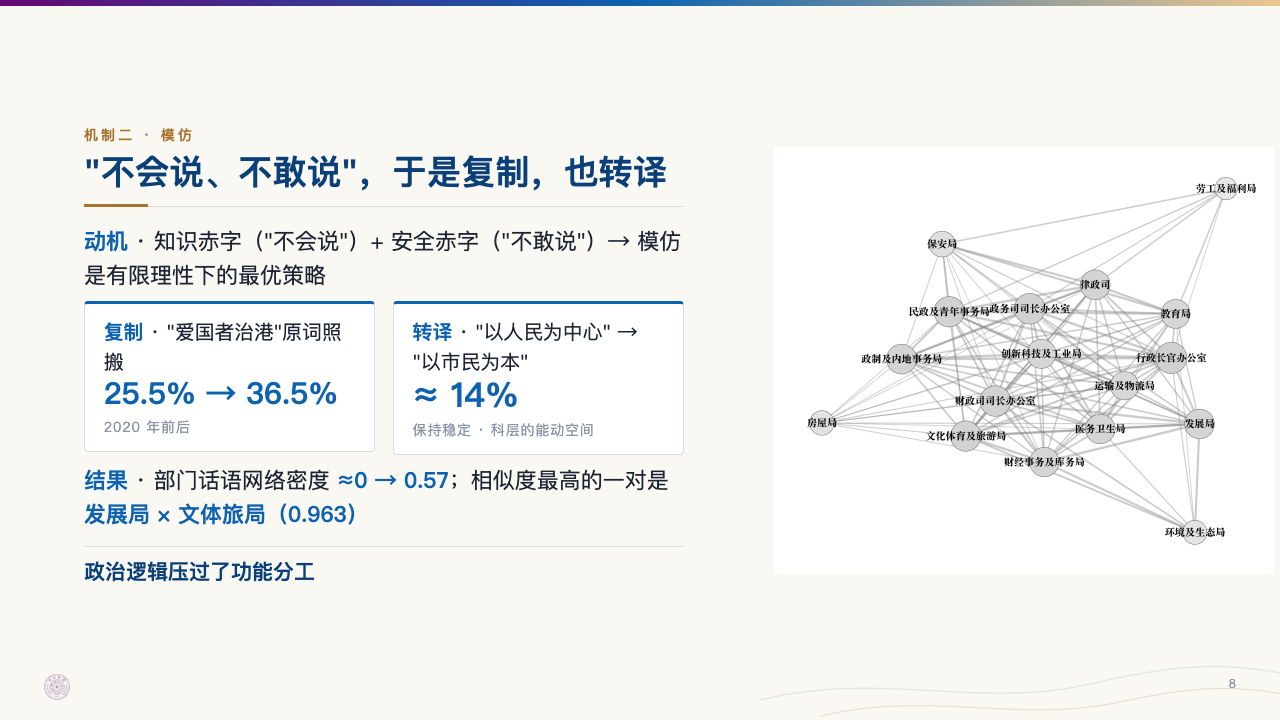 机制二 · 模仿
"不会说、不敢说"，于是复制，也转译
动机 · 知识赤字（"不会说"）+ 安全赤字（"不敢说"）→ 模仿
是有限理性下的最优策略
复制 · "爱国者治港"原词照
搬
25.5% → 36.5%
2020 年前后
转译 · "以人民为中心" →
"以市民为本"
≈ 14%
保持稳定 · 科层的能动空间
结果 · 部门话语网络密度 ≈0 → 0.57；相似度最高的一对是
发展局 × 文体旅局（0.963）
政治逻辑压过了功能分工
劳工及福利局
保安局
律政司
民政及青年事务局
政务司司长办公室
教育局
政制及内地事务局
创新科技及工业局
行政长官办公室
运输及物流局
财政司司长办公室
房屋局
文化体育及旅游局
医务卫生局
发展局
财经事务及库务局
环境及生态局
8